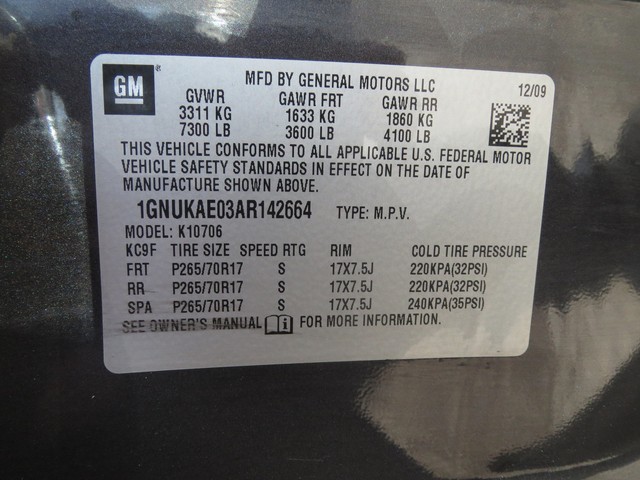 GM ® MFD BY GENERAL MOTORS LLC 12/09
GVWR GAWR FRT GAWR RR
3311 KG 1633 KG 1860 KG
7300 LB 3600 LB 4100 LB
THIS VEHICLE CONFORMS TO ALL APPLICABLE U.S. FEDERAL MOTOR
VEHICLE SAFETY STANDARDS IN EFFECT ON THE DATE OF
MANUFACTURE SHOWN ABOVE.
1GNUKAE03AR142664 TYPE: M.P.V.
MODEL: K10706
KC9F TIRE SIZE SPEED RTG RIM COLD TIRE PRESSURE
FRT P265/70R17 S 17X7.5J 220KPA(32PSI)
RR P265/70R17 S 17X7.5J 220KPA(32PSI)
SPA P265/70R17 S 17X7.5J 240KPA(35PSI)
SEE OWNER'S MANUAL i FOR MORE INFORMATION.